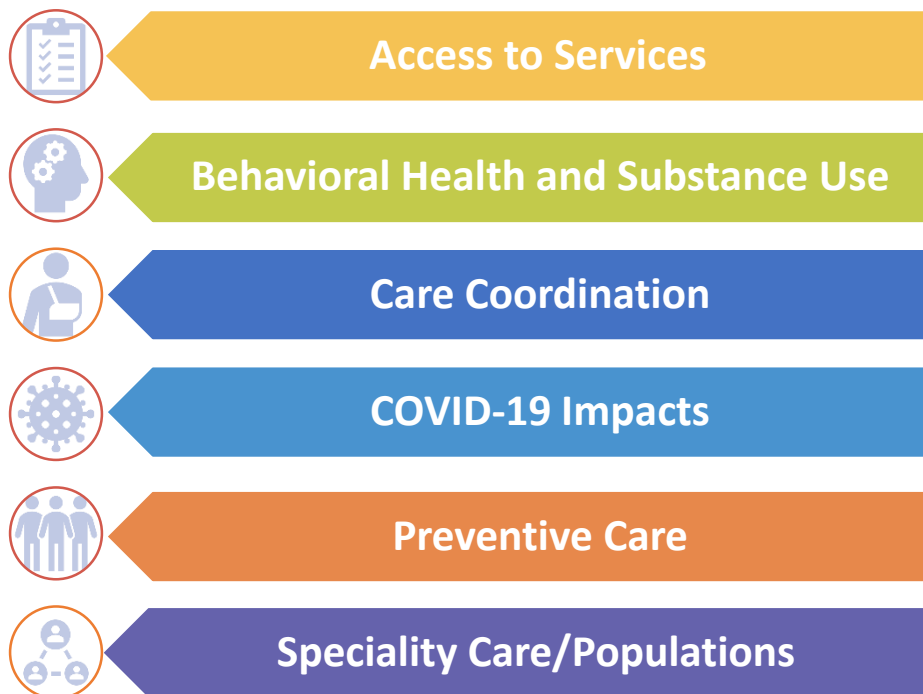 Access to Services
Behavioral Health and Substance Use
Care Coordination
COVID-19 Impacts
Preventive Care
Speciality Care/Populations